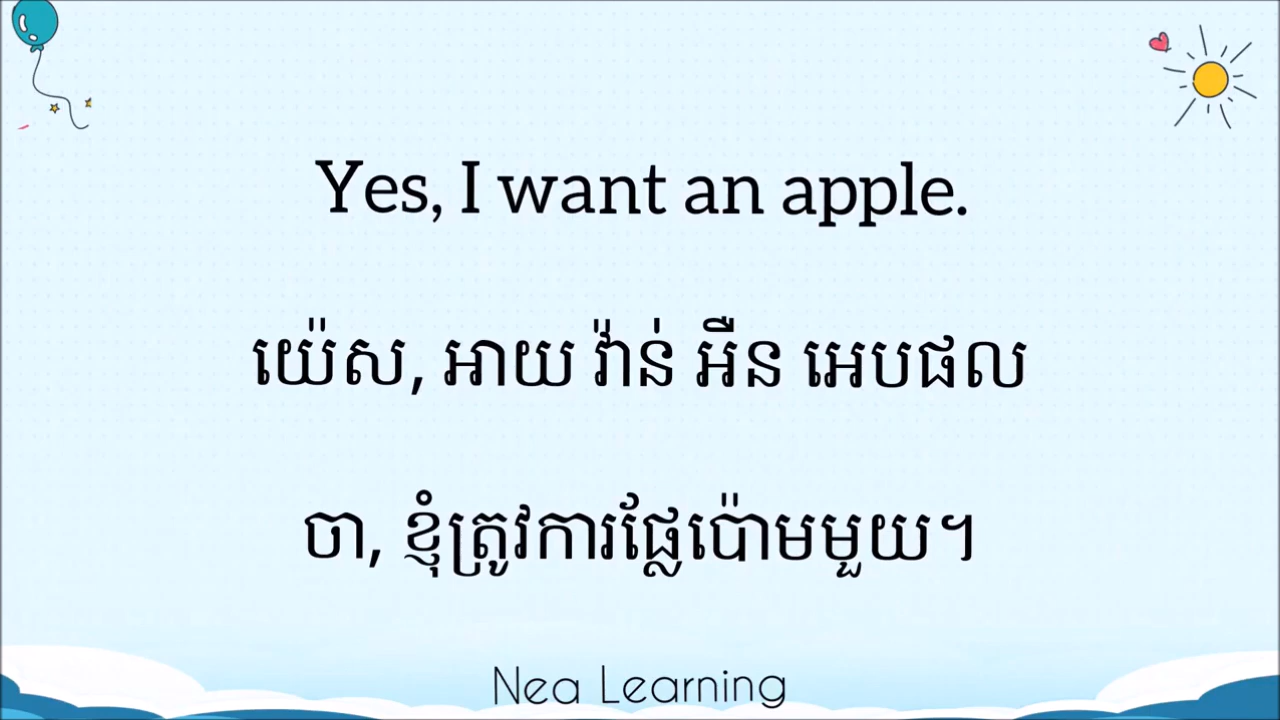 Yes, I want an apple.
យ៉េស, អាយ វ៉ាន់ អឺន អេបផល
ចា, ខ្ញុំត្រូវការផ្លែប៉ោមមួយ។
Nea Learning